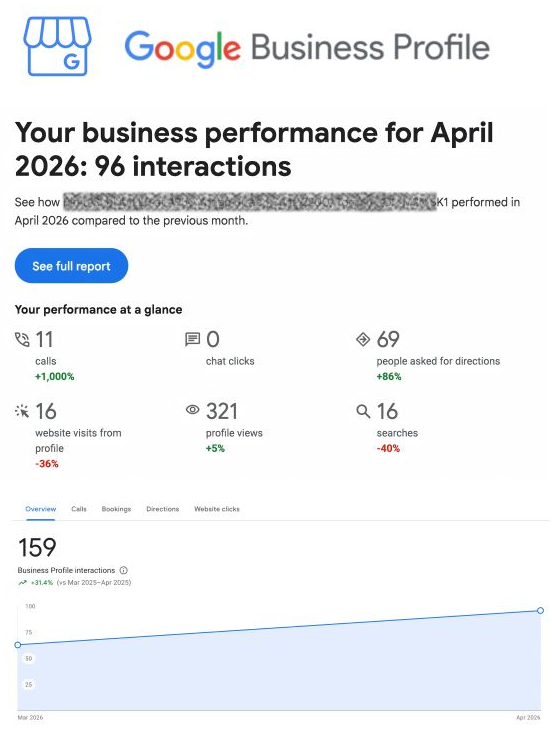 G
Google Business Profile
Your business performance for April
2026: 96 interactions
See how K1 performed in
April 2026 compared to the previous month.
See full report
Your performance at a glance
11
calls
+1,000%
0
chat clicks
69
people asked for directions
+86%
16
website visits from
profile
-36%
321
profile views
+5%
16
searches
-40%
Overview Calls Bookings Directions Website clicks
159
Business Profile interactions
+31.4% (vs Mar 2025–Apr 2025)
100
75
50
25
Mar 2026 Apr 2026